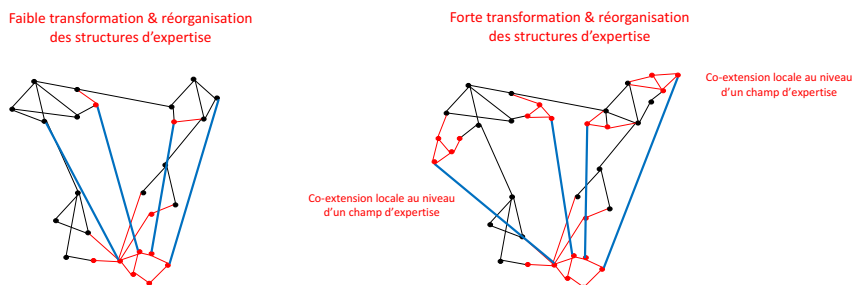 Faible transformation & réorganisation
des structures d'expertise
Forte transformation & réorganisation
des structures d'expertise
Co-extension locale au niveau
d'un champ d'expertise
Co-extension locale au niveau
d'un champ d'expertise